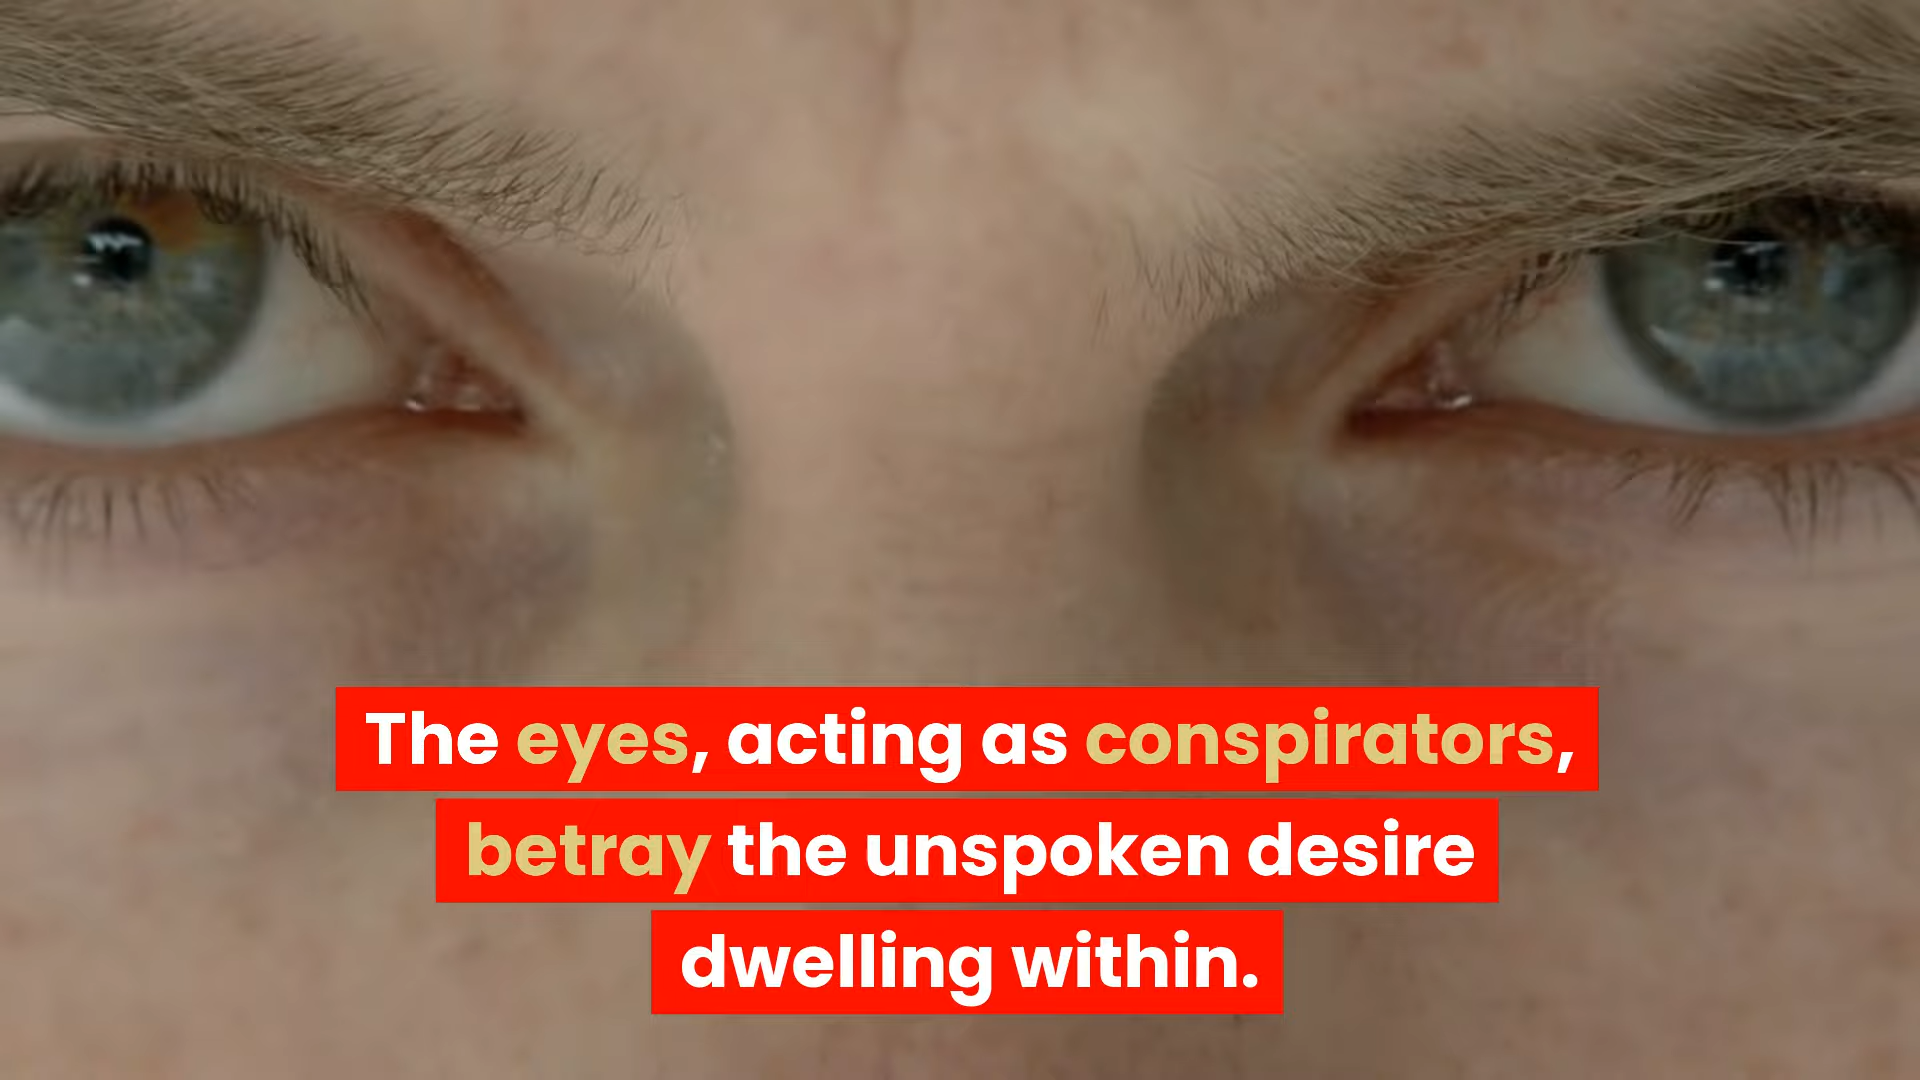 The eyes, acting as conspirators,
betray the unspoken desire
dwelling within.